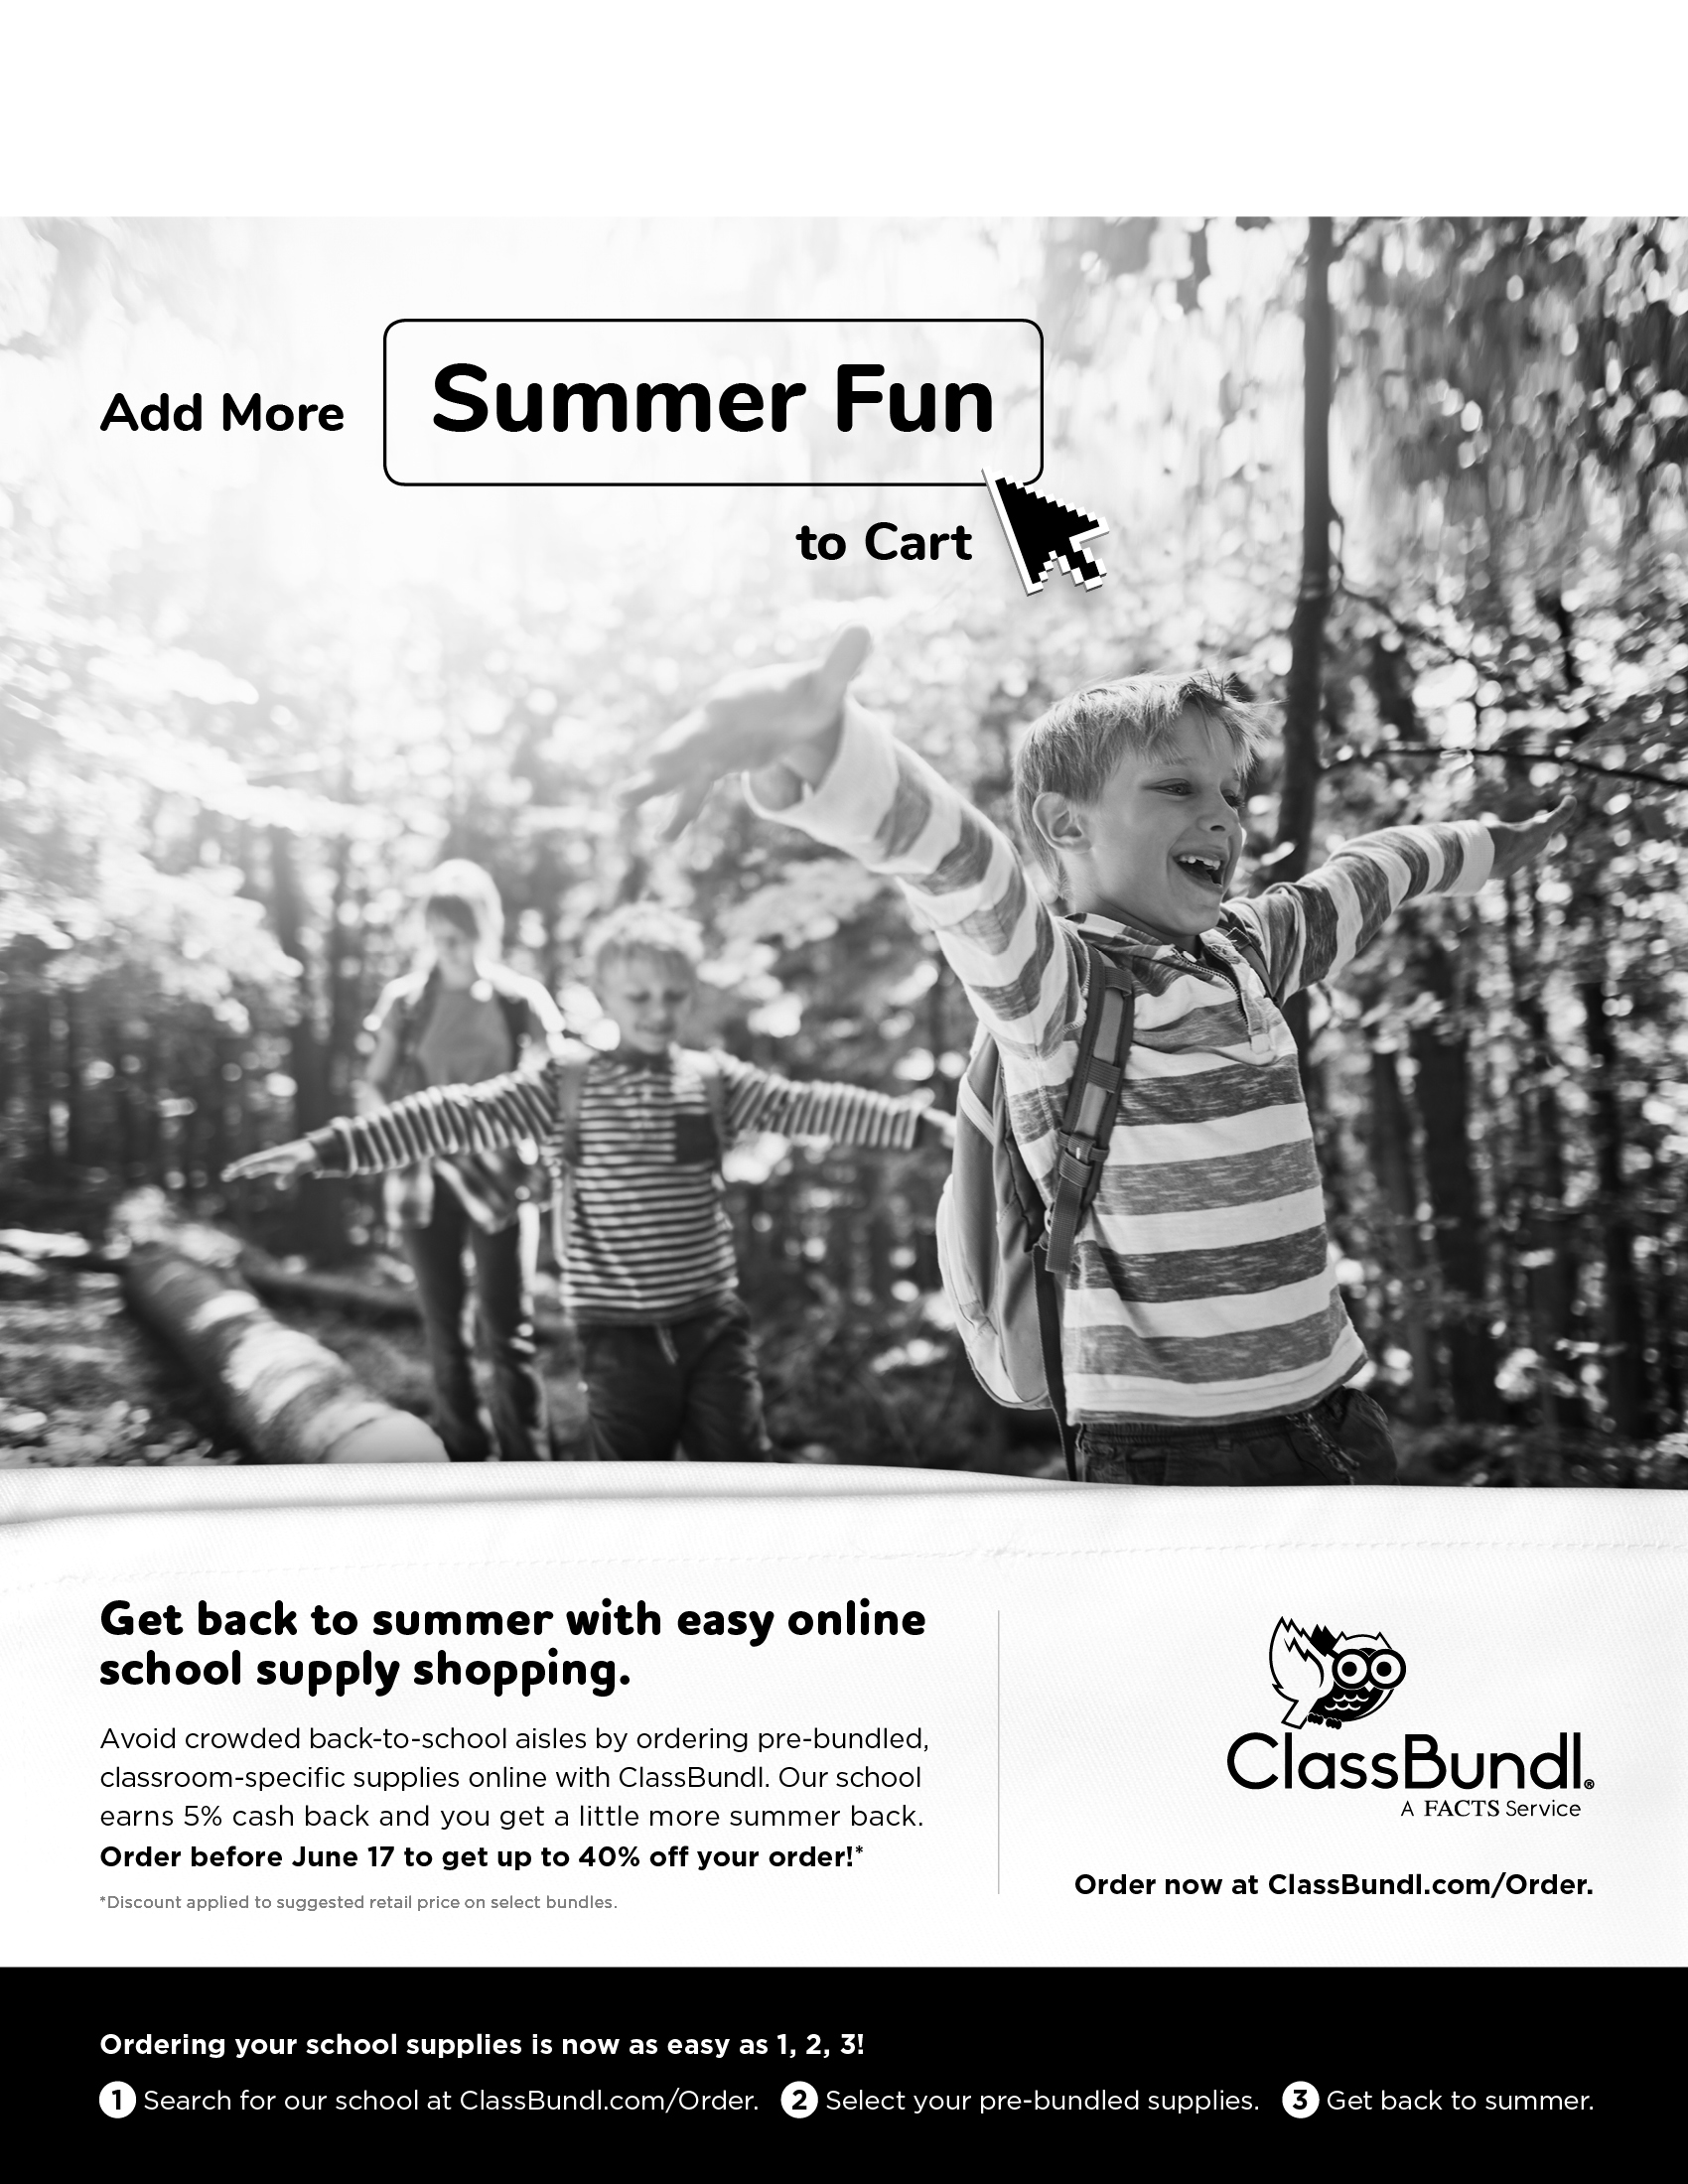 Add More Summer Fun
to Cart
Get back to summer with easy online
school supply shopping.
Avoid crowded back-to-school aisles by ordering pre-bundled,
classroom-specific supplies online with ClassBundl. Our school
earns 5% cash back and you get a little more summer back.
Order before June 17 to get up to 40% off your order!*
*Discount applied to suggested retail price on select bundles.
ClassBundl®
A FACTS Service
Order now at ClassBundl.com/Order.
Ordering your school supplies is now as easy as 1, 2, 3!
1 Search for our school at ClassBundl.com/Order. 2 Select your pre-bundled supplies. 3 Get back to summer.